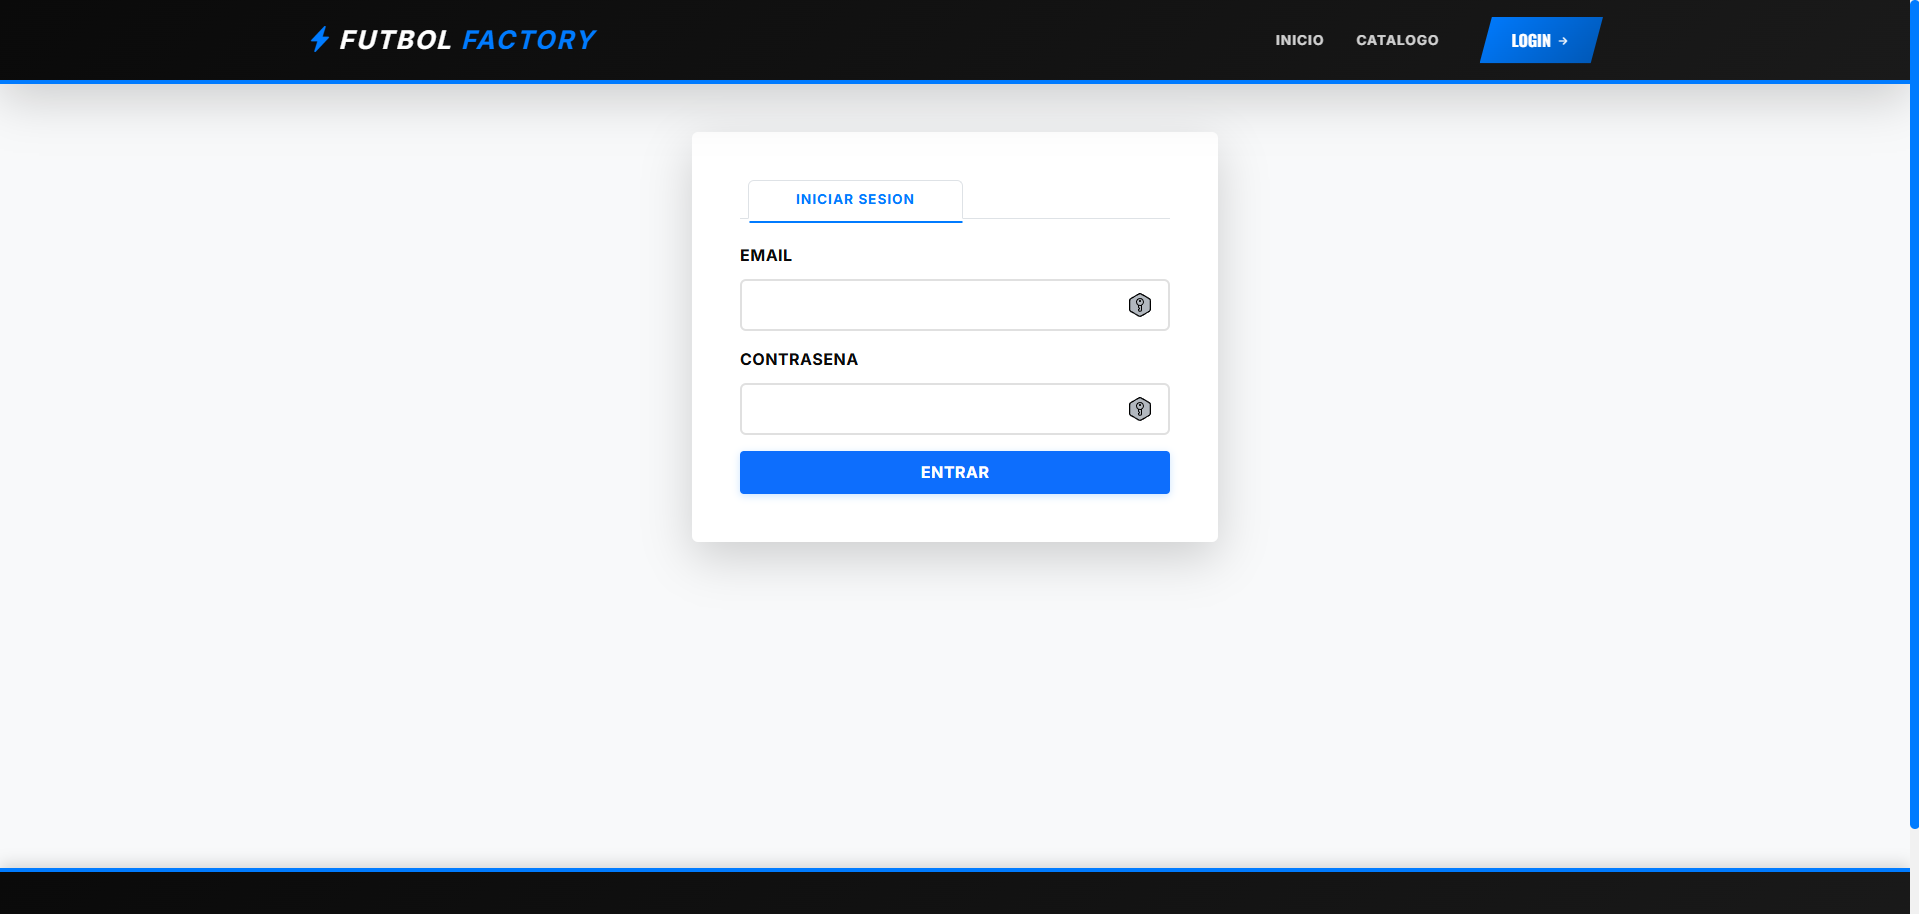 FUTBOL FACTORY
INICIO
CATALOGO
LOGIN →
INICIAR SESION
EMAIL
CONTRASENA
ENTRAR